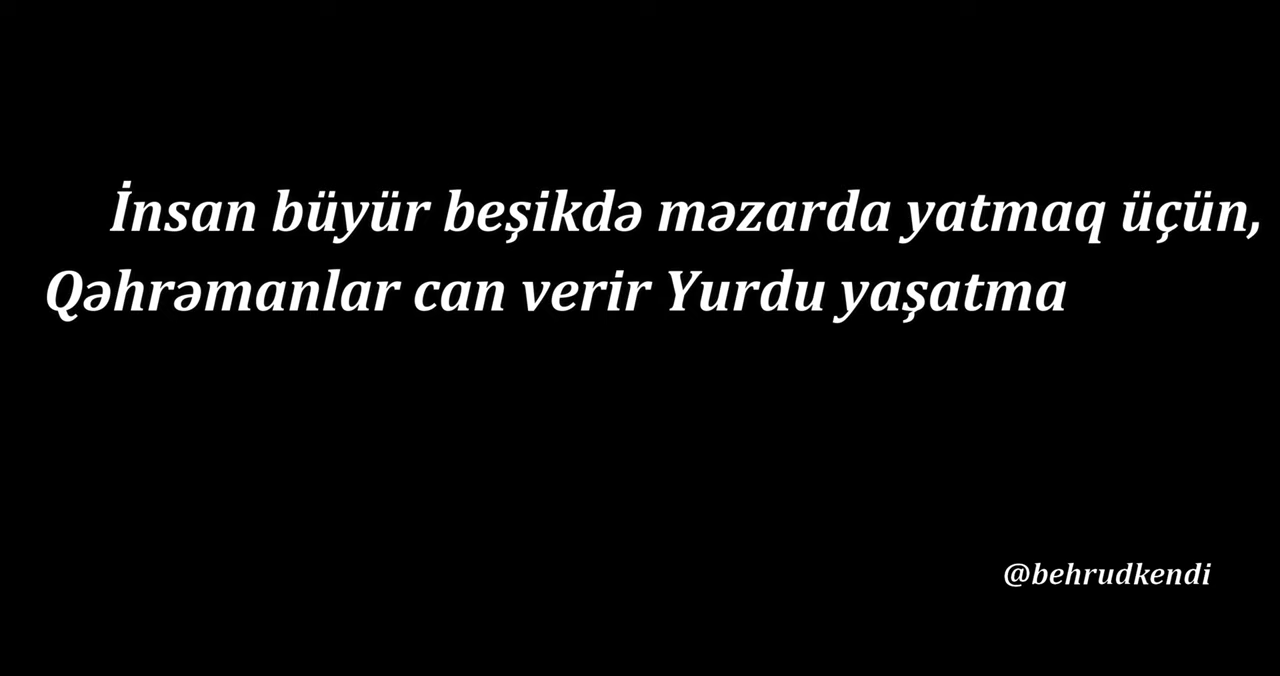 İnsan büyür beşikdə məzarda yatmaq üçün,
Qəhrəmanlar can verir Yurdu yaşatma
@behrudkendi